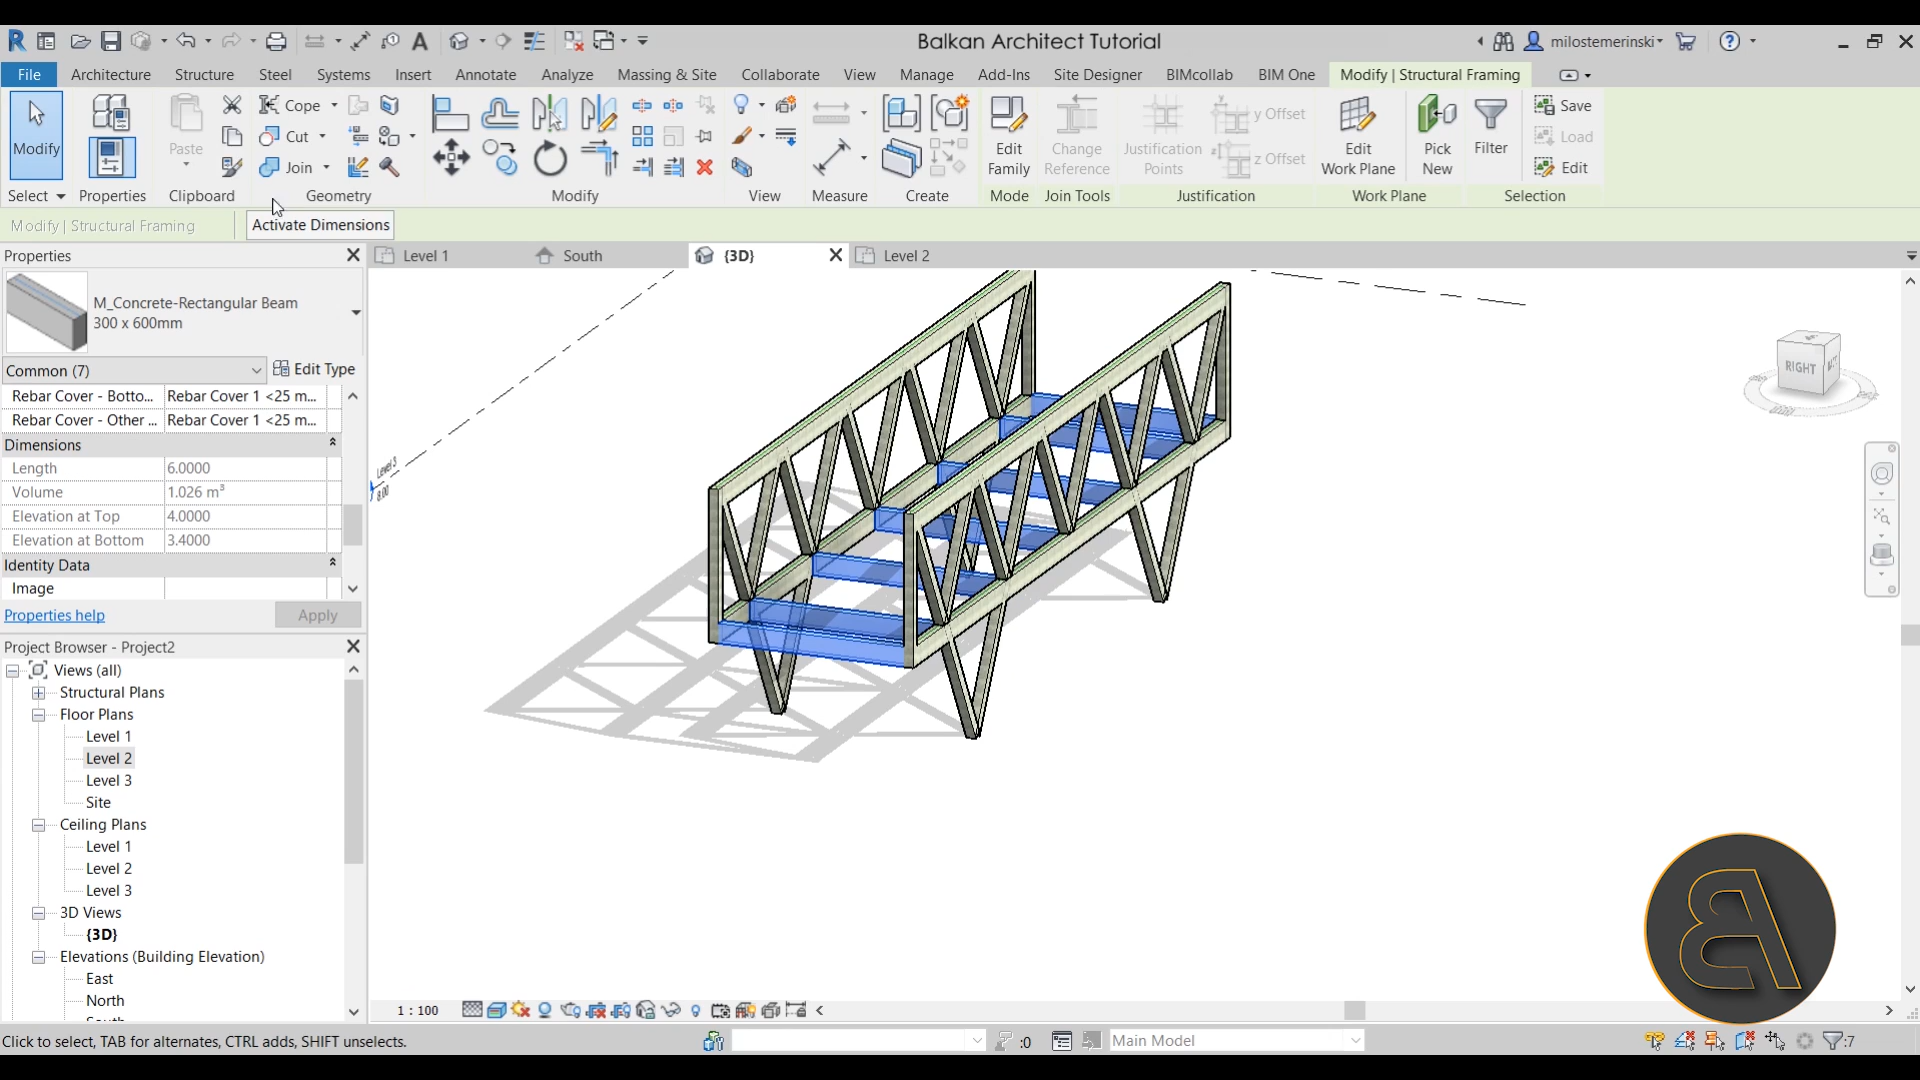 Balkan Architect Tutorial
milostemerinski
File Architecture Structure Steel Systems Insert Annotate Analyze Massing & Site Collaborate View Manage Add-Ins Site Designer BIMcollab BIM One Modify | Structural Framing
Cope
Cut
Join
Modify
Paste
Edit Family
Change Reference
Justification Points
y Offset
z Offset
Edit Work Plane
Pick New
Filter
Save
Load
Edit
Select Properties Clipboard Geometry Modify View Measure Create Mode Join Tools Justification Work Plane Selection
Modify | Structural Framing
Activate Dimensions
Properties
Level 1 South {3D} Level 2
M_Concrete-Rectangular Beam
300 x 600mm
Common (7) Edit Type
Rebar Cover - Botto... Rebar Cover 1 <25 m...
Rebar Cover - Other ... Rebar Cover 1 <25 m...
Dimensions
Length 6.0000
Volume 1.026 m³
Elevation at Top 4.0000
Elevation at Bottom 3.4000
Identity Data
Image
Properties help Apply
Level 3
8.00
RIGHT
Project Browser - Project2
Views (all)
Structural Plans
Floor Plans
Level 1
Level 2
Level 3
Site
Ceiling Plans
Level 1
Level 2
Level 3
3D Views
{3D}
Elevations (Building Elevation)
East
North
1 : 100
Click to select, TAB for alternates, CTRL adds, SHIFT unselects.
:0
Main Model
:7